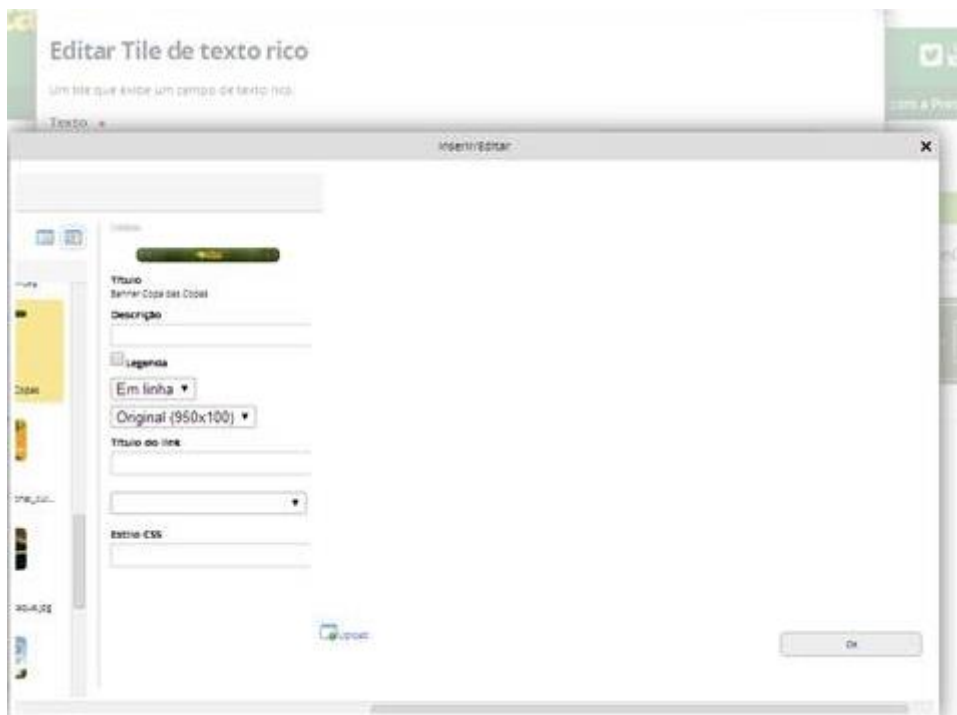 Editar Tile de texto rico
Um tile que exibe um campo de texto rico.
Texto
Inserir/Editar
Título
Banner Copa das Copas
Descrição
Legenda
Copas
Em linha
Original (950x100)
Título do link
Estilo CSS
Upload
Ok